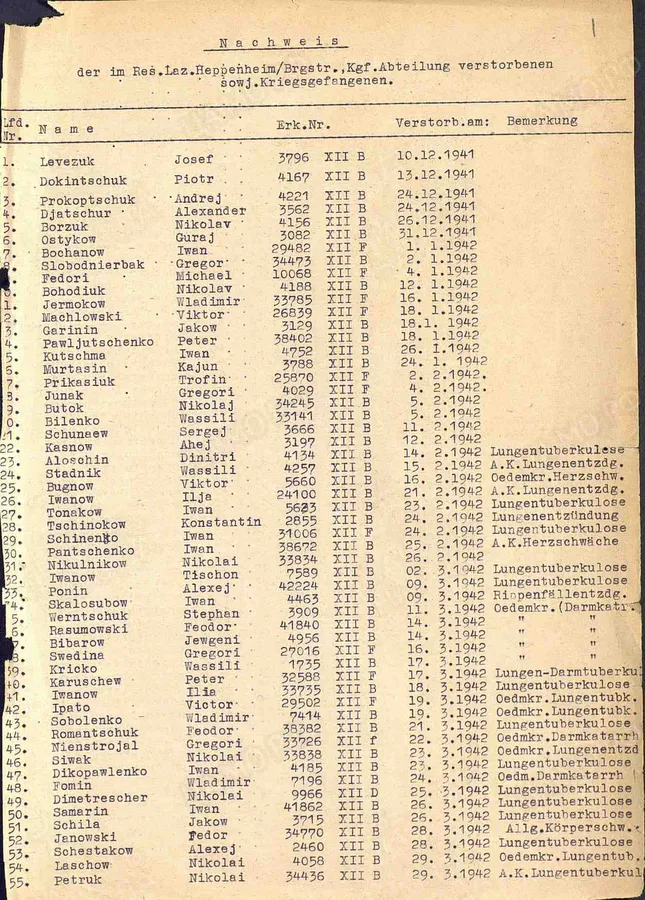 1
Nachweis
der im Res.Laz.Heppenheim/Brgstr.,Kgf.Abteilung verstorbenen
sowj.Kriegsgefangenen.
Lfd. Nr. Name Erk.Nr. Verstorb.am: Bemerkung
1. Levezuk Josef 3796 XII B 10.12.1941
2. Dokintschuk Piotr 4167 XII B 13.12.1941
3. Prokoptschuk Andrej 4221 XII B 24.12.1941
4. Djatschur Alexander 3562 XII B 24.12.1941
5. Borzuk Nikolav 4156 XII B 26.12.1941
6. Ostykow Guraj 3082 XII B 31.12.1941
7. Bochanow Iwan 29482 XII F 1. 1.1942
8. Slobodnierbak Gregor 34473 XII B 2. 1.1942
Fedori Michael 10068 XII F 4. 1.1942
0. Bohodiuk Nikolav 4188 XII B 12. 1.1942
1. Jermokow Wladimir 33785 XII F 16. 1.1942
2. Machlowski Viktor 26839 XII F 18. 1.1942
3. Garinin Jakow 3129 XII B 18.1. 1942
4. Pawljutschenko Peter 38402 XII B 18. 1.1942
5. Kutschma Iwan 4752 XII B 26. 1.1942
6. Murtasin Kajun 3788 XII B 24. 1. 1942
7. Prikasiuk Trofin 25870 XII F 2. 2.1942.
8. Junak Gregori 4029 XII F 4. 2.1942.
9. Butok Nikolaj 34245 XII B 5. 2.1942
0. Bilenko Wassili 33141 XII B 5. 2.1942
21. Schunaew Sergej 3666 XII B 11. 2.1942
22. Kasnow Ahej 3197 XII B 12. 2.1942
23. Aloschin Dinitri 4134 XII B 14. 2.1942 Lungentuberkulose
24. Stadnik Wassili 4257 XII B 15. 2.1942 A.K.Lungenentzdg.
25. Bugnow Viktor 5660 XII B 16. 2.1942 Oedemkr.Herzschw.
26. Iwanow Ilja 24100 XII B 21. 2.1942 A.K.Lungenentzdg.
27. Tonakow Iwan 5623 XII B 23. 2.1942 Lungentuberkulose
28. Tschinokow Konstantin 2855 XII B 24. 2.1942 Lungenentzündung
29. Schinenko Iwan 31006 XII F 24. 2.1942 Lungentuberkulose
30. Pantschenko Iwan 38672 XII B 25. 2.1942 A.K.Herzschwäche
31. Nikulnikow Nikolai 33834 XII B 26. 2.1942
32. Iwanow Tischon 7589 XII B 02. 3.1942 Lungentuberkulose
33. Ponin Alexej 42224 XII B 09. 3.1942 Lungentuberkulose
34. Skalosubow Iwan 4463 XII B 09. 3.1942 Rippenfällentzdg.
5. Werntschuk Stephan 3909 XII B 11. 3.1942 Oedemkr.(Darmkatr.
6. Rasumowski Feodor 41840 XII F 14. 3.1942 " "
7. Bibarow Jewgeni 4956 XII B 14. 3.1942 " "
8. Swedina Gregori 27016 XII F 16. 3.1942 " "
39. Kricko Wassili 1735 XII B 17. 3.1942 " "
40. Karuschew Peter 32588 XII F 17. 3.1942 Lungen-Darmtuberkul
41. Iwanow Ilia 33735 XII B 18. 3.1942 Lungentuberkulose
42. Ipato Victor 29502 XII F 19. 3.1942 Oedmkr.Lungentubk.
43. Sobolenko Wladimir 7414 XII B 19. 3.1942 Oedmkr.Lungentubk.
44. Romantschuk Feodor 38382 XII B 21. 3.1942 Lungentuberkulose
45. Nienstrojal Gregori 33726 XII f 22. 3.1942 Oedmkr.Darmkatarrh
46. Siwak Nikolai 33838 XII B 23. 3.1942 Oedmkr.Lungenentzd
47. Dikopawlenko Iwan 4185 XII B 23. 3.1942 Lungentuberkulose
48. Fomin Wladimir 7196 XII B 24. 3.1942 Oedm.Darmkatarrh
49. Dimetrescher Nikolai 9966 XII D 25. 3.1942 Lungentuberkulose
50. Samarin Iwan 41862 XII B 26. 3.1942 Lungentuberkulose
51. Schila Jakow 3715 XII B 26. 3.1942 Lungentuberkulose
52. Janowski Fedor 34770 XII B 28. 3.1942 Allg.Körperschw.
53. Schestakow Alexej 2460 XII B 28. 3.1942 Lungentuberkulose
54. Laschow Nikolai 4058 XII B 29. 3.1942 Oedemkr.Lungentub.
55. Petruk Nikolai 34436 XII B 29. 3.1942 A.K.Lungentuberkul